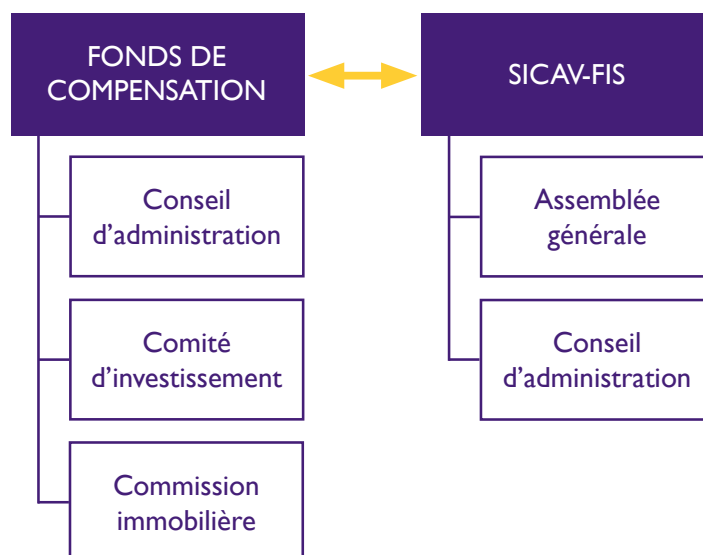 FONDS DE
COMPENSATION
SICAV-FIS
Conseil
d’administration
Comité
d’investissement
Commission
immobilière
Assemblée
générale
Conseil
d’administration